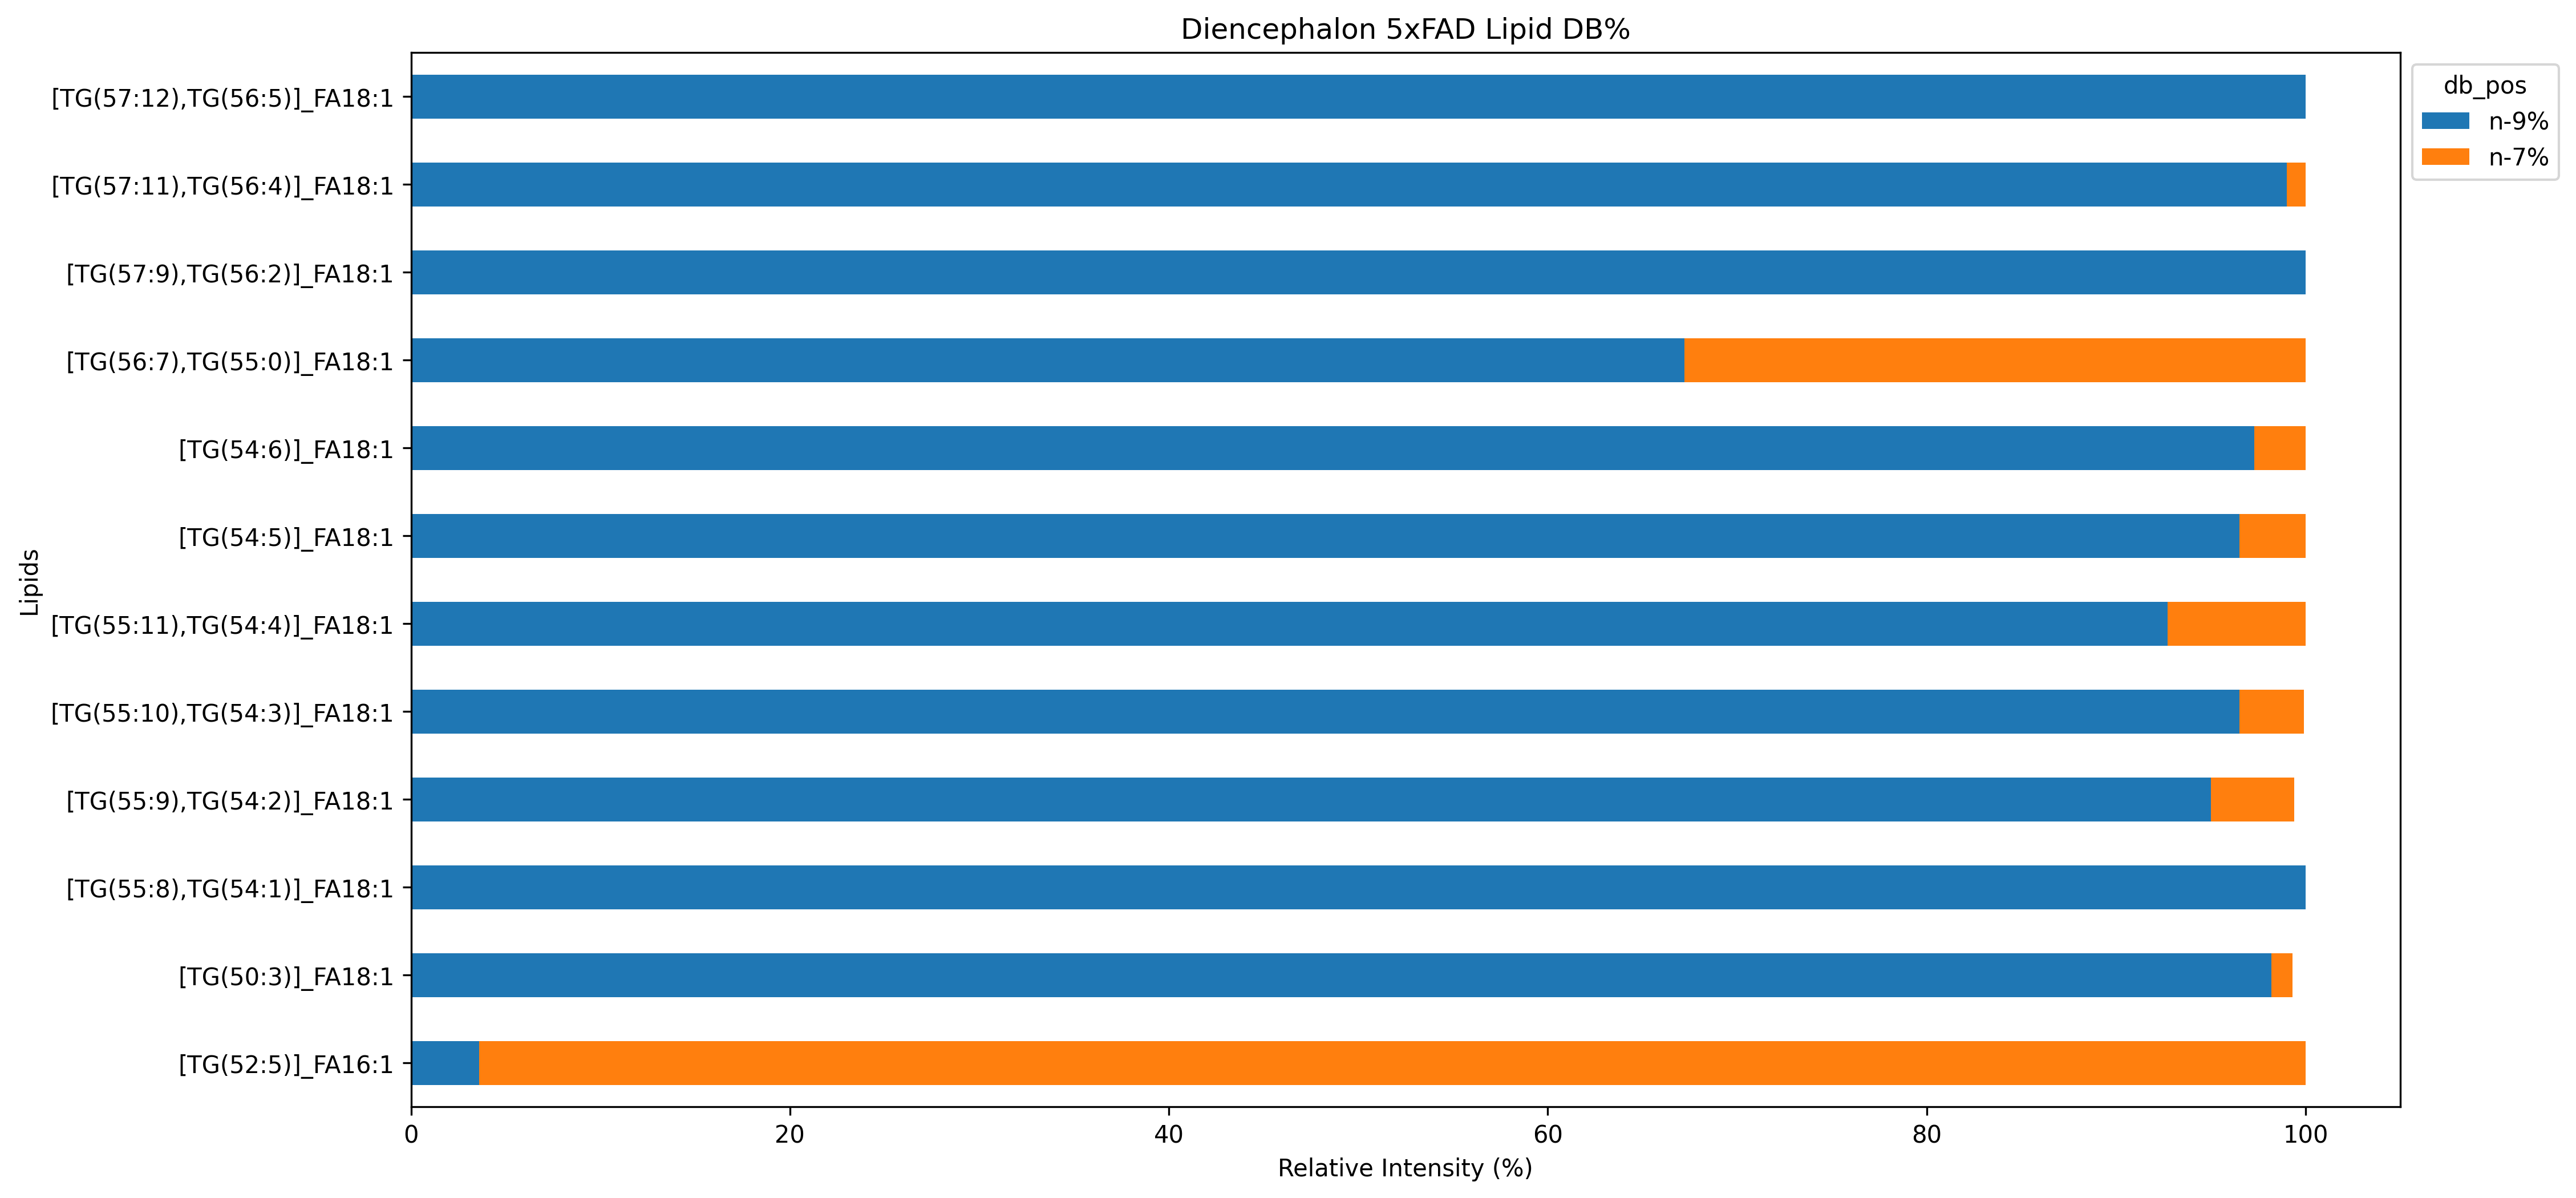 Diencephalon 5xFAD Lipid DB%
db_pos
n-9%
n-7%
Lipids
[TG(57:12),TG(56:5)]_FA18:1
[TG(57:11),TG(56:4)]_FA18:1
[TG(57:9),TG(56:2)]_FA18:1
[TG(56:7),TG(55:0)]_FA18:1
[TG(54:6)]_FA18:1
[TG(54:5)]_FA18:1
[TG(55:11),TG(54:4)]_FA18:1
[TG(55:10),TG(54:3)]_FA18:1
[TG(55:9),TG(54:2)]_FA18:1
[TG(55:8),TG(54:1)]_FA18:1
[TG(50:3)]_FA18:1
[TG(52:5)]_FA16:1
0 20 40 60 80 100
Relative Intensity (%)